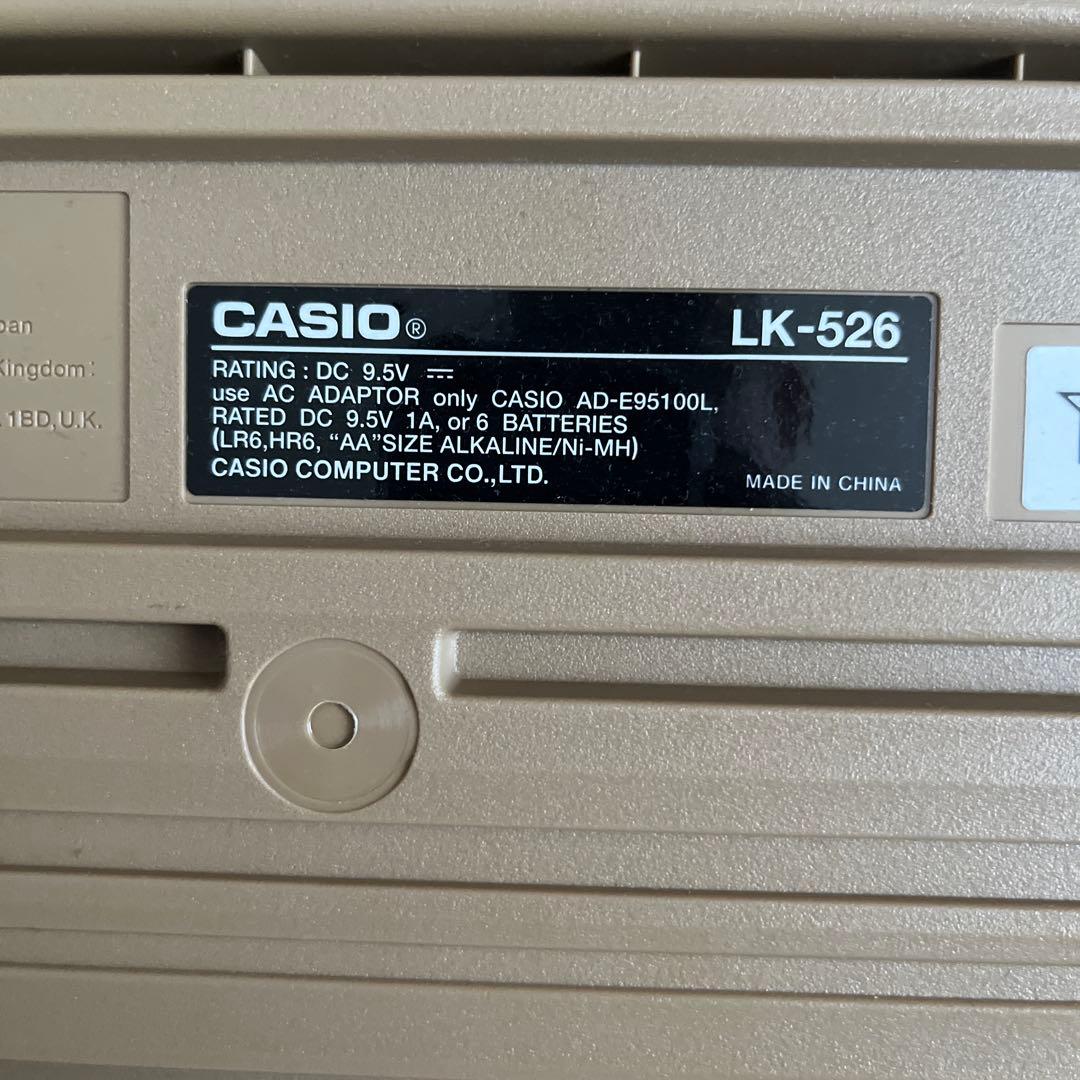 CASIO® LK-526
RATING : DC 9.5V ⎓
use AC ADAPTOR only CASIO AD-E95100L,
RATED DC 9.5V 1A, or 6 BATTERIES
(LR6,HR6, “AA”SIZE ALKALINE/Ni-MH)
CASIO COMPUTER CO.,LTD. MADE IN CHINA
Kingdom:
1BD,U.K.